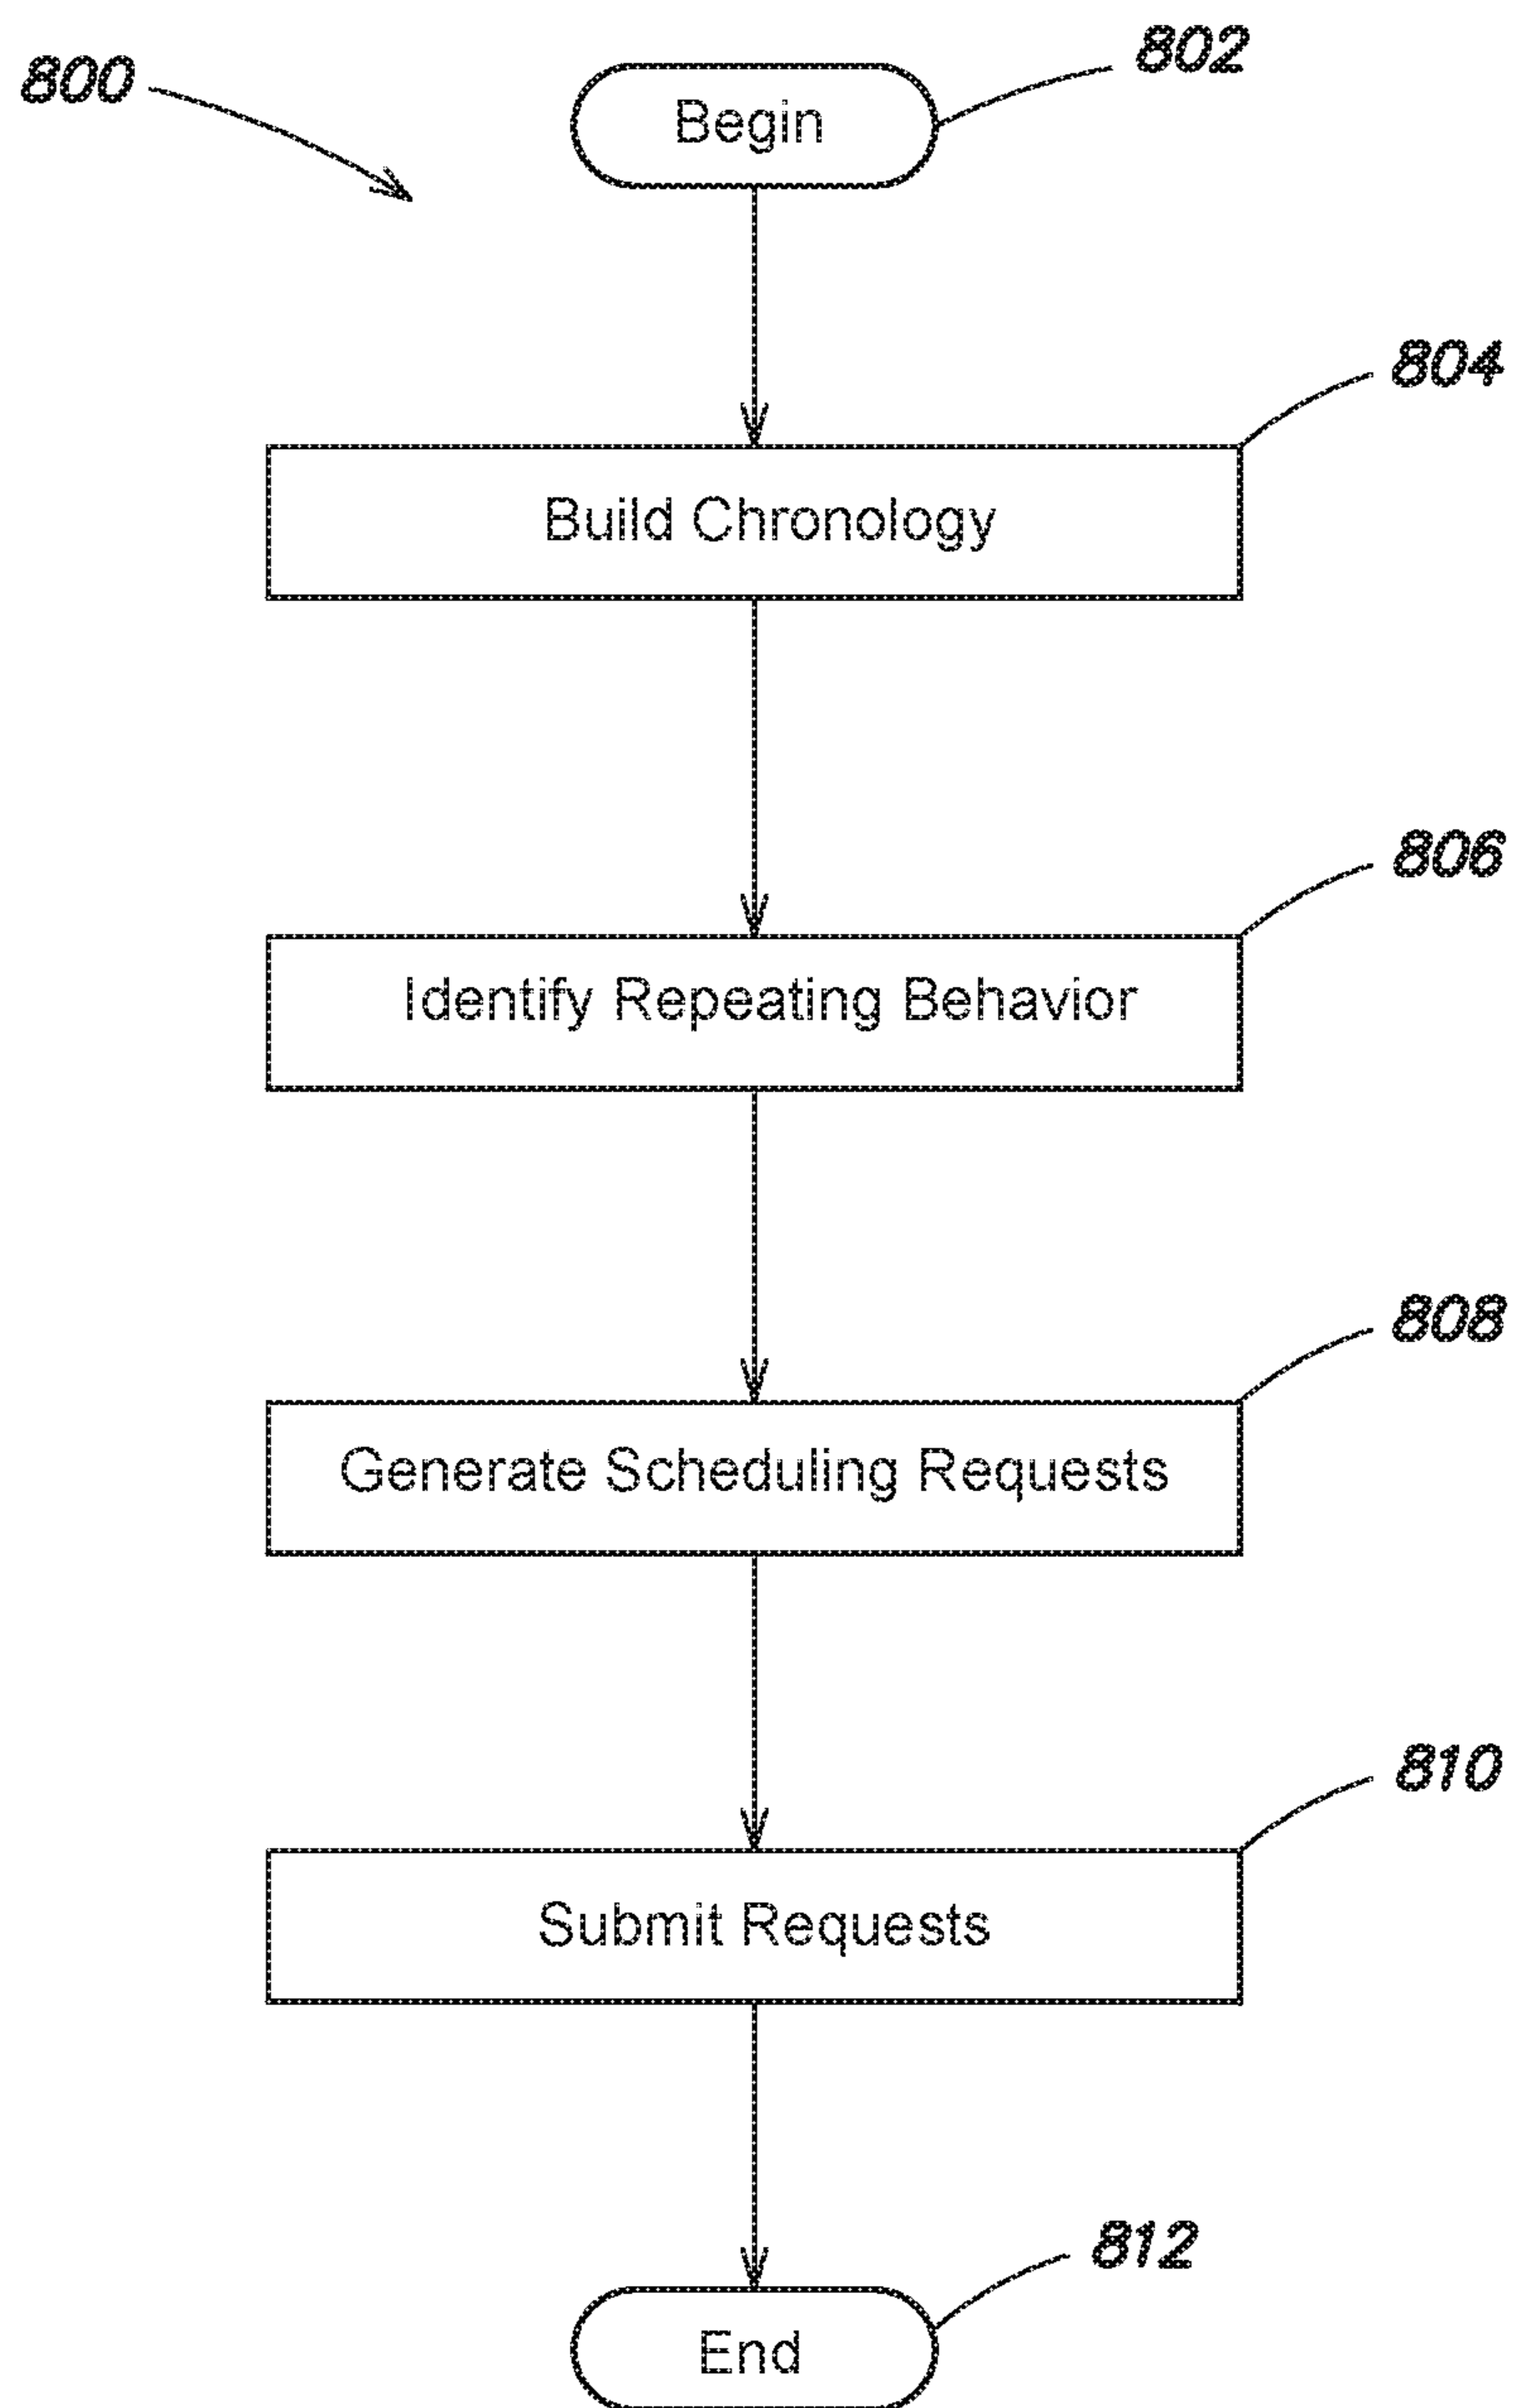 800
802
Begin
804
Build Chronology
806
Identify Repeating Behavior
808
Generate Scheduling Requests
810
Submit Requests
812
End